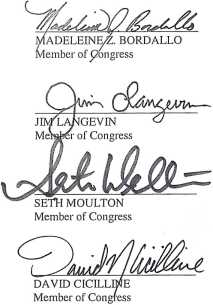 Madeleine Z. Bordallo
MADELEINE Z. BORDALLO
Member of Congress
Jim Langevin
JIM LANGEVIN
Member of Congress
Seth
SETH MOULTON
Member of Congress
David N. Cicilline
DAVID CICILLINE
Member of Congress